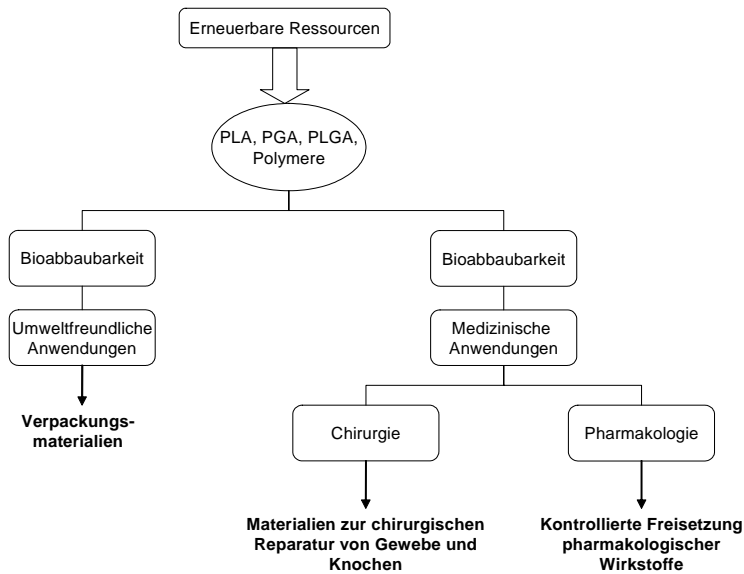 Erneuerbare Ressourcen
PLA, PGA, PLGA,
Polymere
Bioabbaubarkeit
Bioabbaubarkeit
Umweltfreundliche
Anwendungen
Medizinische
Anwendungen
Verpackungs-
materialien
Chirurgie
Pharmakologie
Materialien zur chirurgischen
Reparatur von Gewebe und
Knochen
Kontrollierte Freisetzung
pharmakologischer
Wirkstoffe